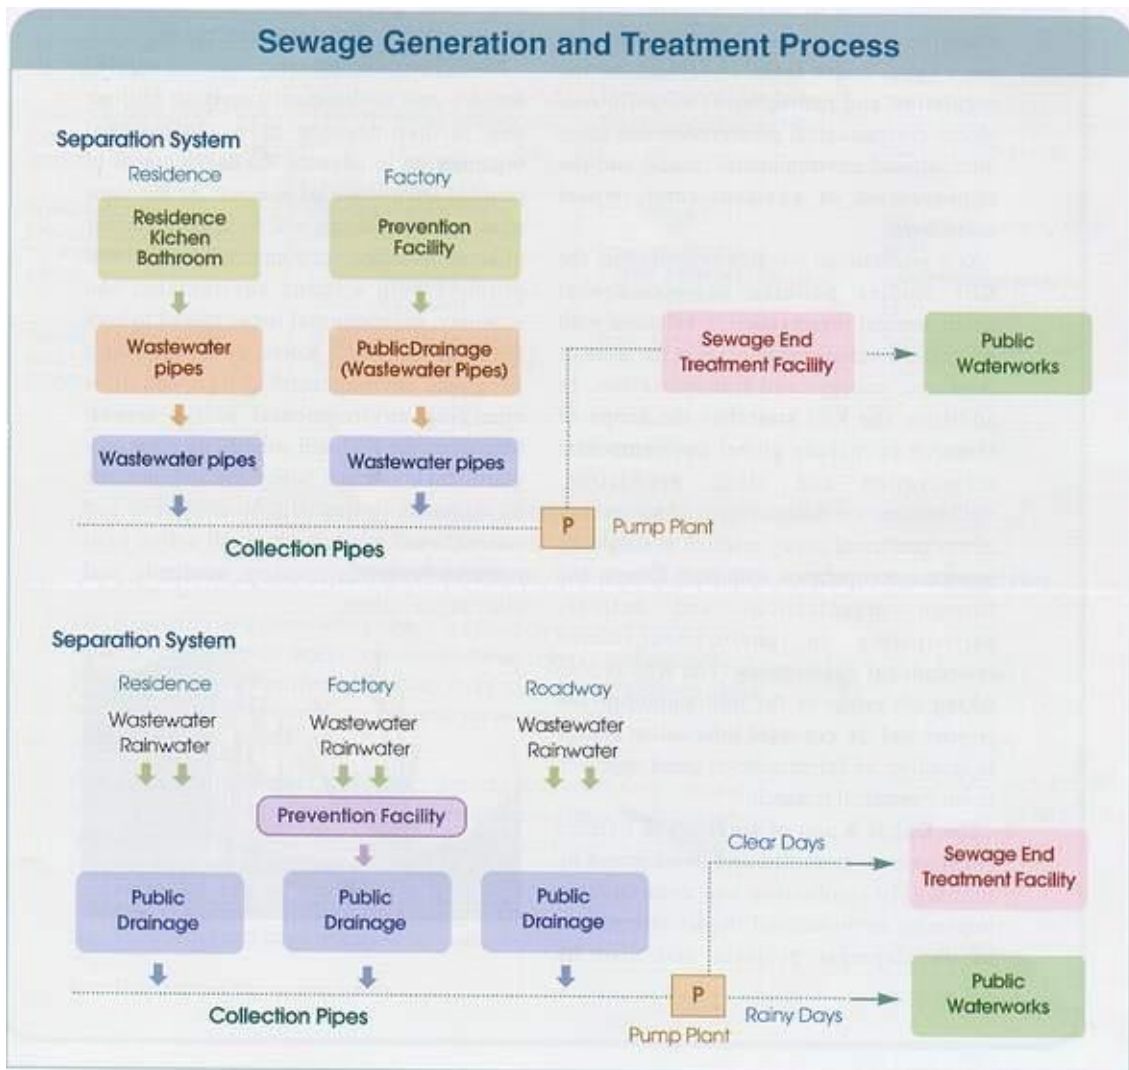 Sewage Generation and Treatment Process
Separation System
Residence
Factory
Residence
Kichen
Bathroom
Prevention
Facility
Wastewater
pipes
PublicDrainage
(Wastewater Pipes)
Sewage End
Treatment Facility
Public
Waterworks
Wastewater pipes
Wastewater pipes
P
Pump Plant
Collection Pipes
Separation System
Residence
Factory
Roadway
Wastewater
Rainwater
Wastewater
Rainwater
Wastewater
Rainwater
Prevention Facility
Clear Days
Sewage End
Treatment Facility
Public
Drainage
Public
Drainage
Public
Drainage
P
Public
Waterworks
Collection Pipes
Rainy Days
Pump Plant